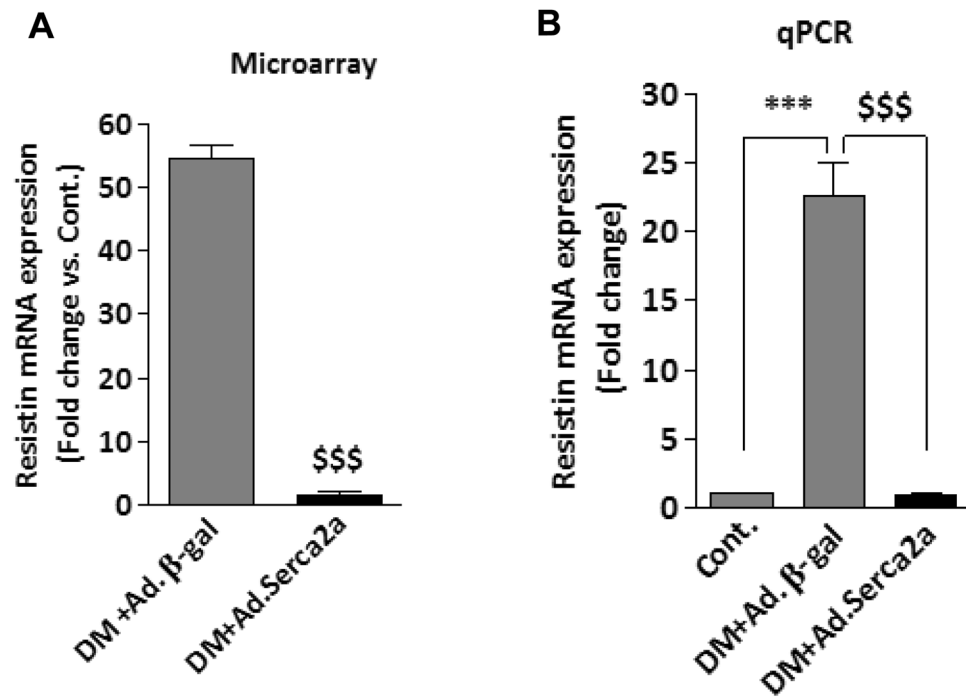 A
Microarray
Resistin mRNA expression
(Fold change vs. Cont.)
60
50
40
30
20
10
0
$$$
DM +Ad. β-gal
DM+Ad.Serca2a
B
qPCR
Resistin mRNA expression
(Fold change)
30
25
20
15
10
5
0
***
$$$
Cont.
DM+Ad. β-gal
DM+Ad.Serca2a